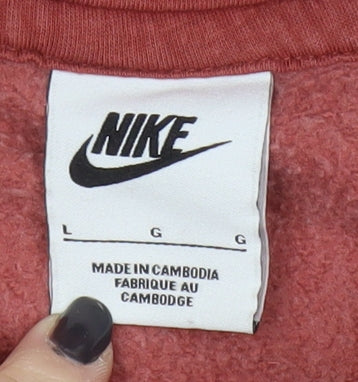 NIKE
L G G
MADE IN CAMBODIA
FABRIQUE AU
CAMBODGE